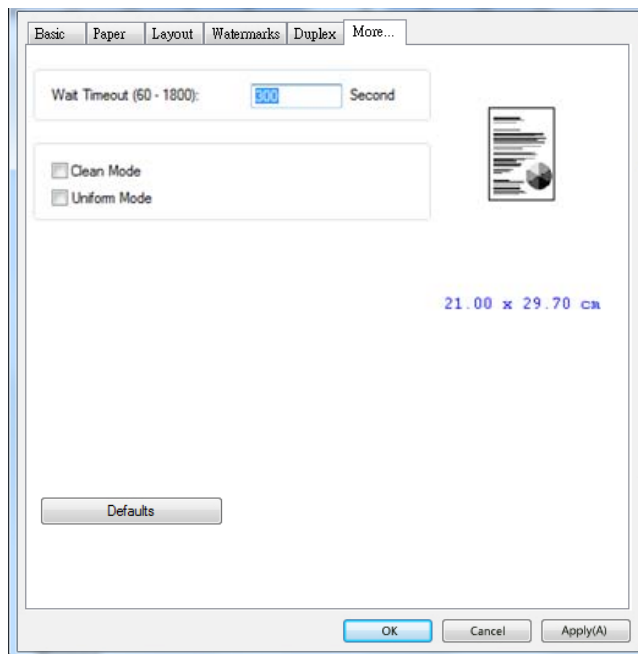 Basic Paper Layout Watermarks Duplex More...
Wait Timeout (60 - 1800): 300 Second
Clean Mode
Uniform Mode
21.00 x 29.70 cm
Defaults
OK Cancel Apply(A)